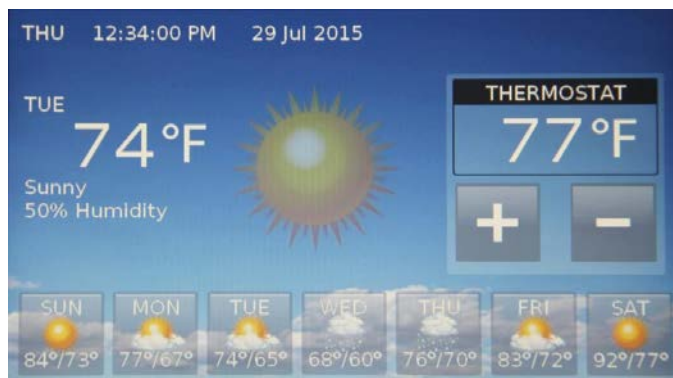 THU 12:34:00 PM 29 Jul 2015
TUE
74°F
Sunny
50% Humidity
THERMOSTAT
77°F
+ −
SUN MON TUE WED THU FRI SAT
84°/73° 77°/67° 74°/65° 68°/60° 76°/70° 83°/72° 92°/77°